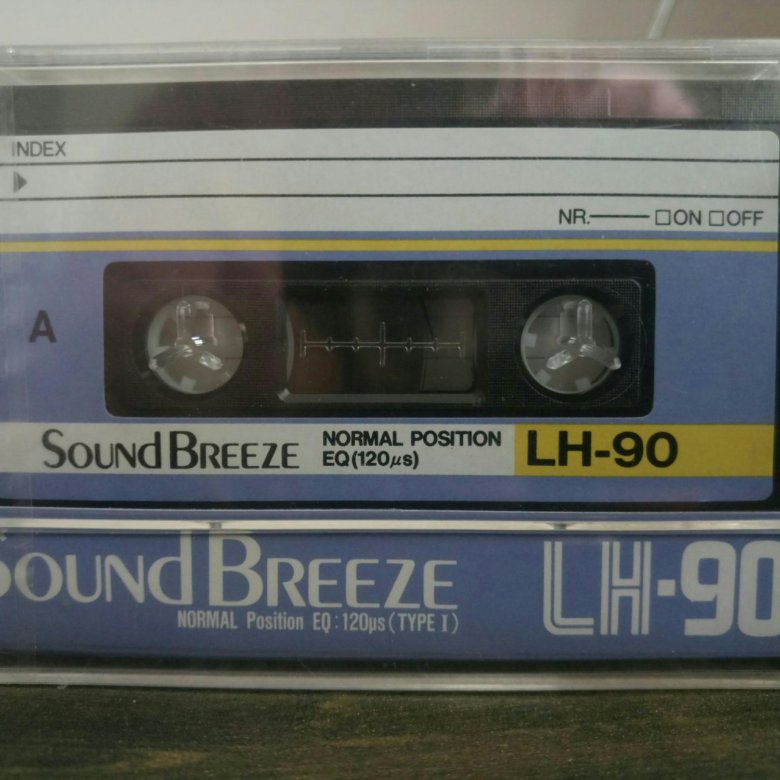 INDEX
NR. □ON □OFF
A
SOUND BREEZE NORMAL POSITION LH-90
EQ(120μs)
SOUND BREEZE LH-90
NORMAL Position EQ:120μs(TYPE I)